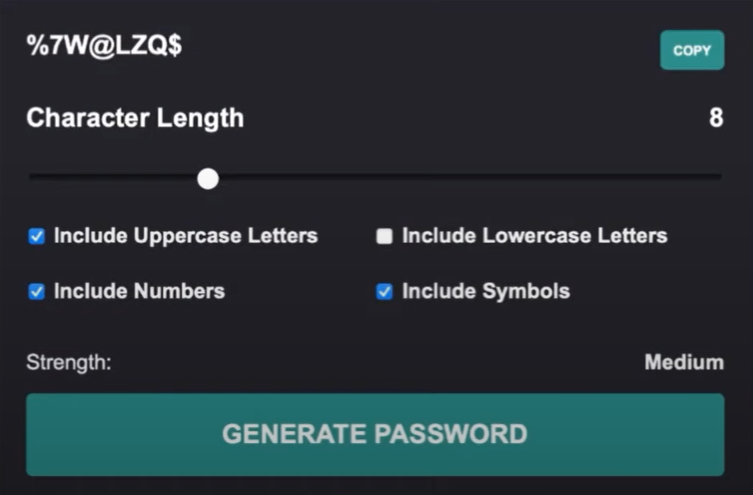 %7W@LZQ$
COPY
Character Length
8
Include Uppercase Letters
Include Lowercase Letters
Include Numbers
Include Symbols
Strength:
Medium
GENERATE PASSWORD